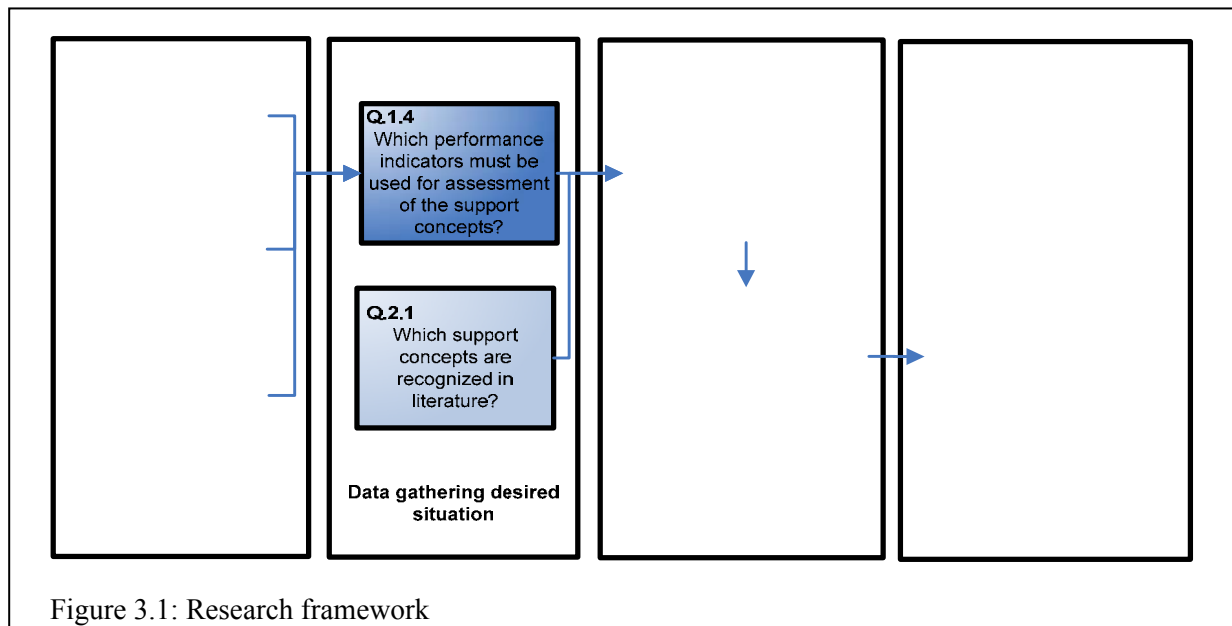 Q.1.4
Which performance
indicators must be
used for assessment
of the support
concepts?
Q.2.1
Which support
concepts are
recognized in
literature?
Data gathering desired
situation
Figure 3.1: Research framework